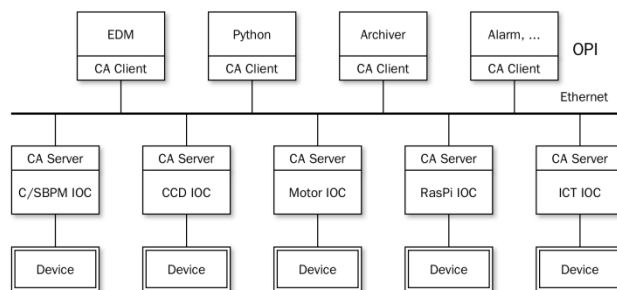 EDM Python Archiver Alarm, ...
OPI
CA Client CA Client CA Client CA Client
Ethernet
CA Server CA Server CA Server CA Server CA Server
C/SBPM IOC CCD IOC Motor IOC RasPi IOC ICT IOC
Device Device Device Device Device